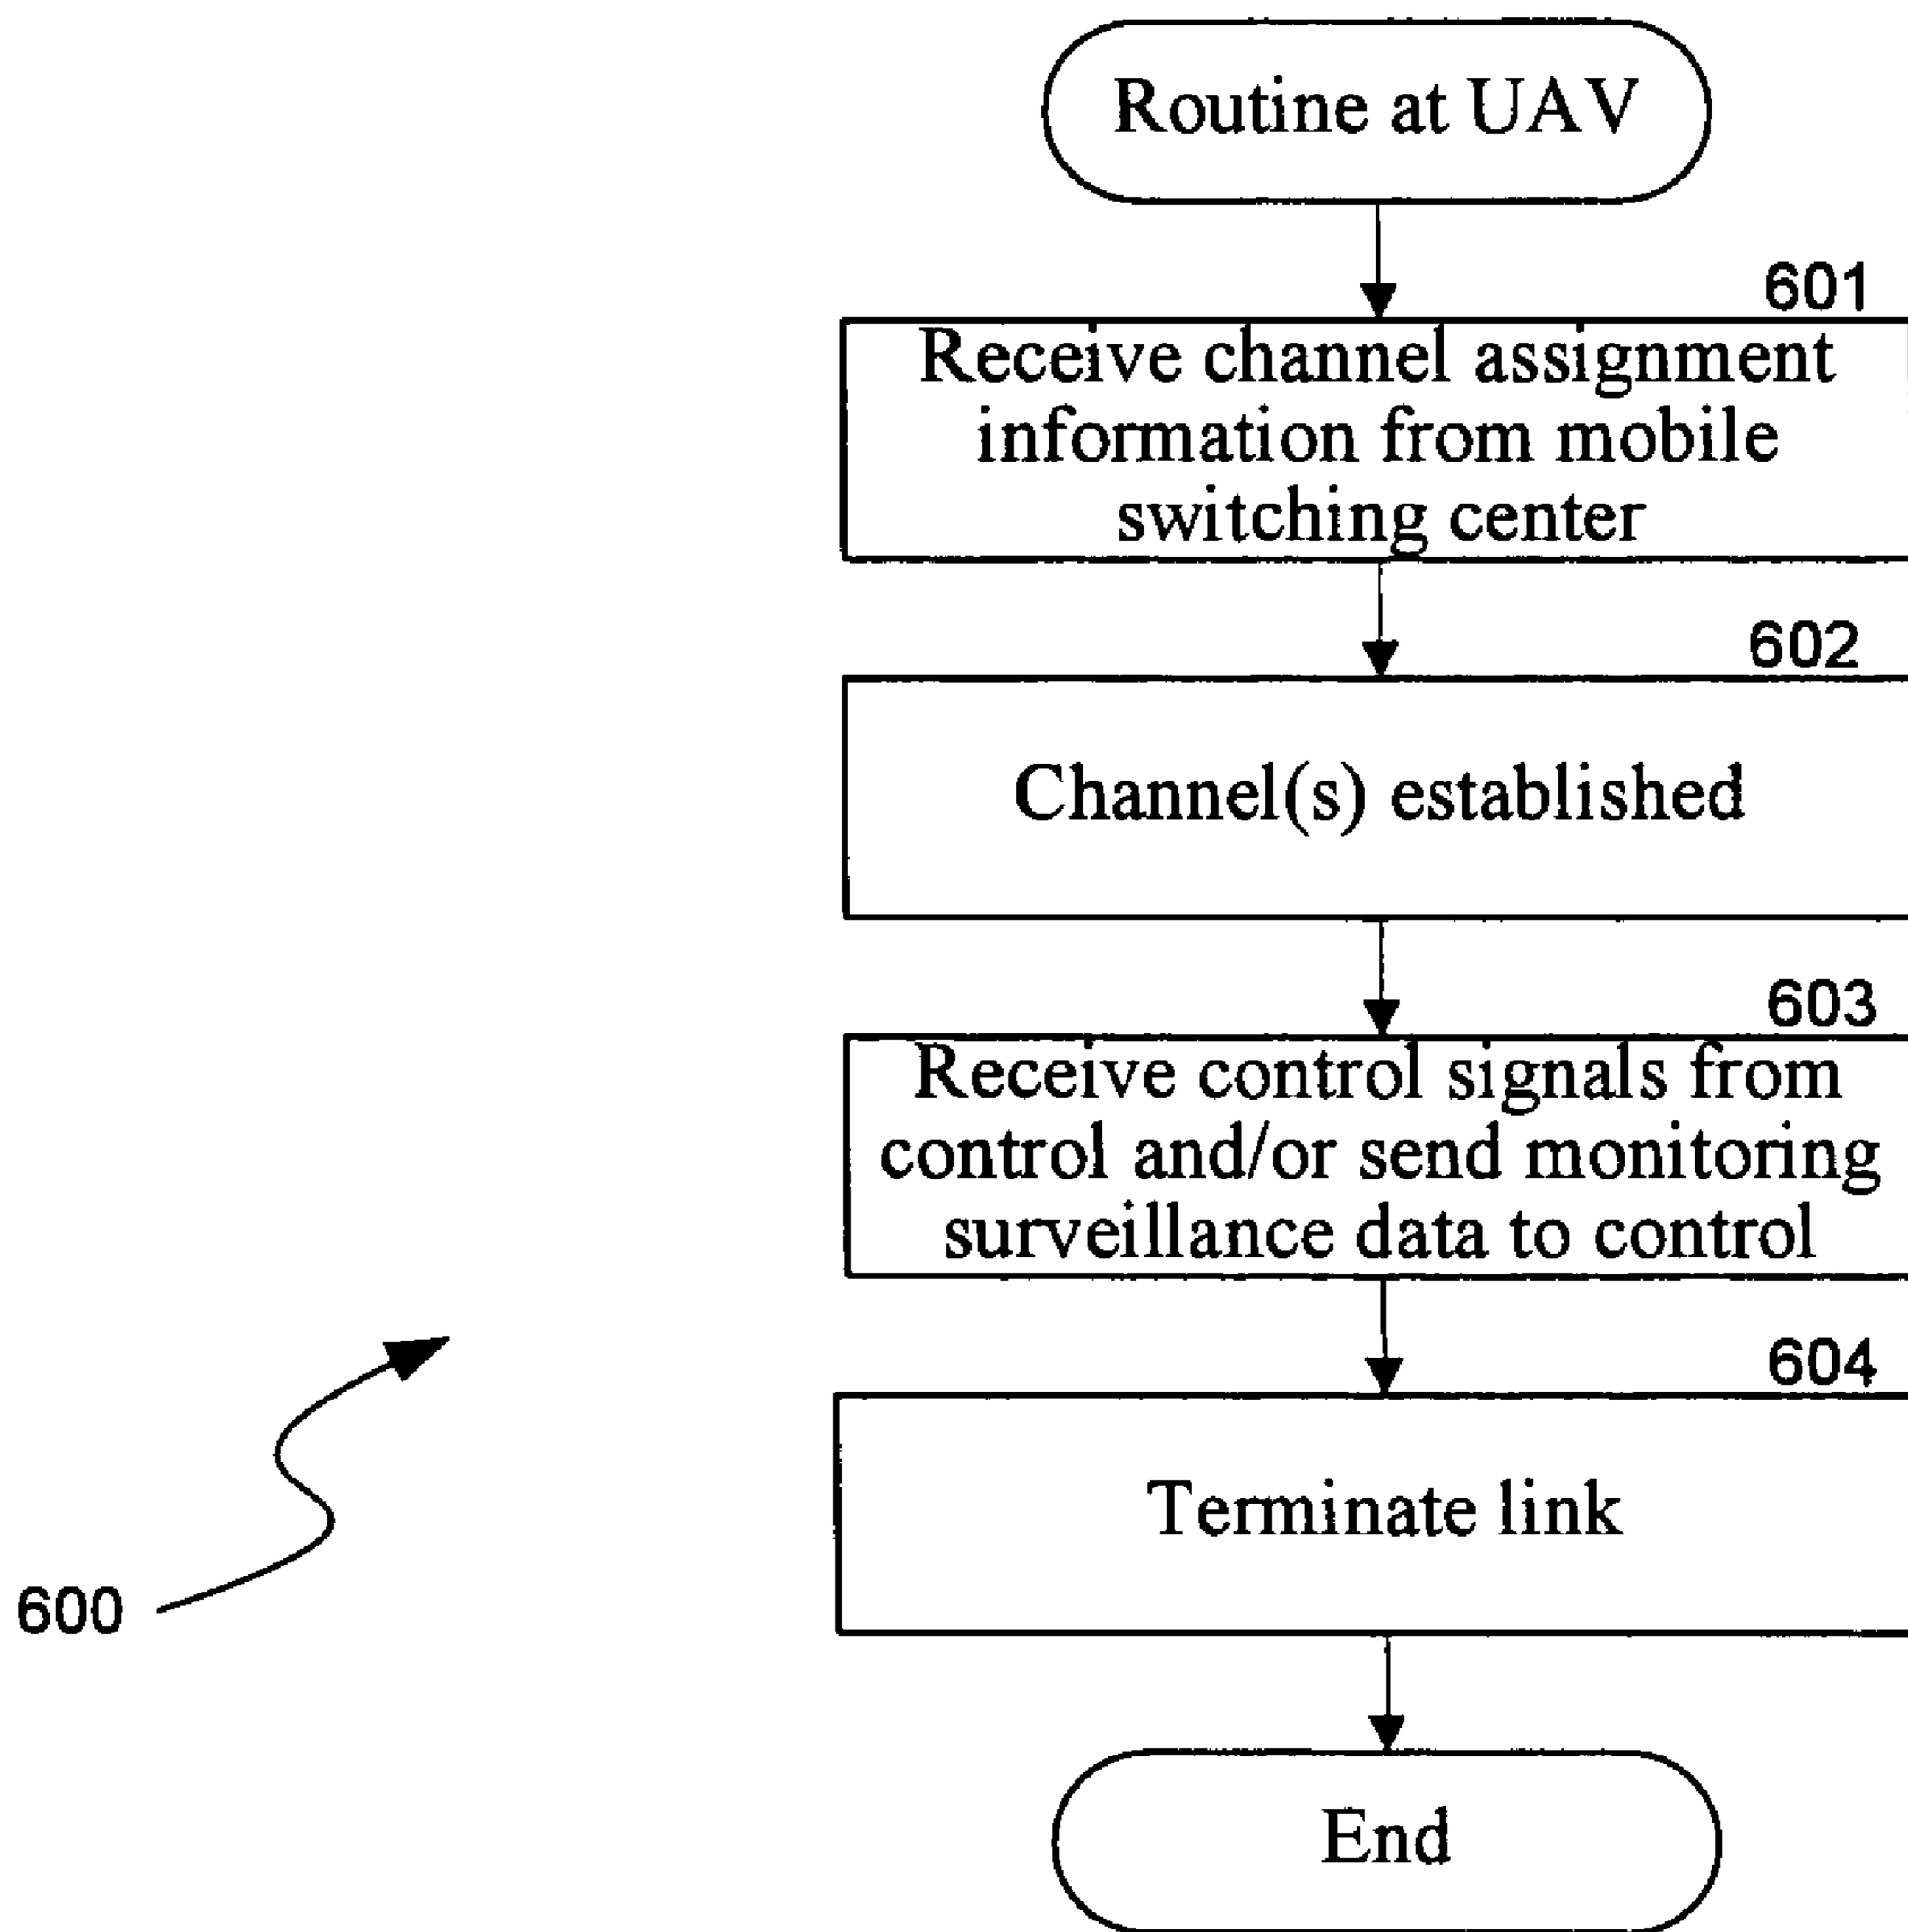 Routine at UAV
601
Receive channel assignment
information from mobile
switching center
602
Channel(s) established
603
Receive control signals from
control and/or send monitoring
surveillance data to control
604
Terminate link
600
End